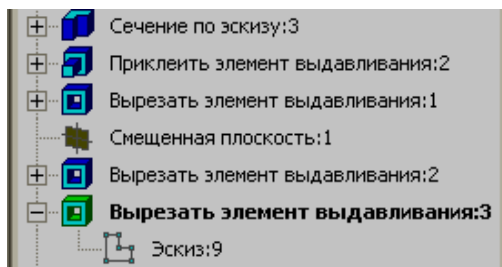 Сечение по эскизу:3
Приклеить элемент выдавливания:2
Вырезать элемент выдавливания:1
Смещенная плоскость:1
Вырезать элемент выдавливания:2
Вырезать элемент выдавливания:3
Эскиз:9